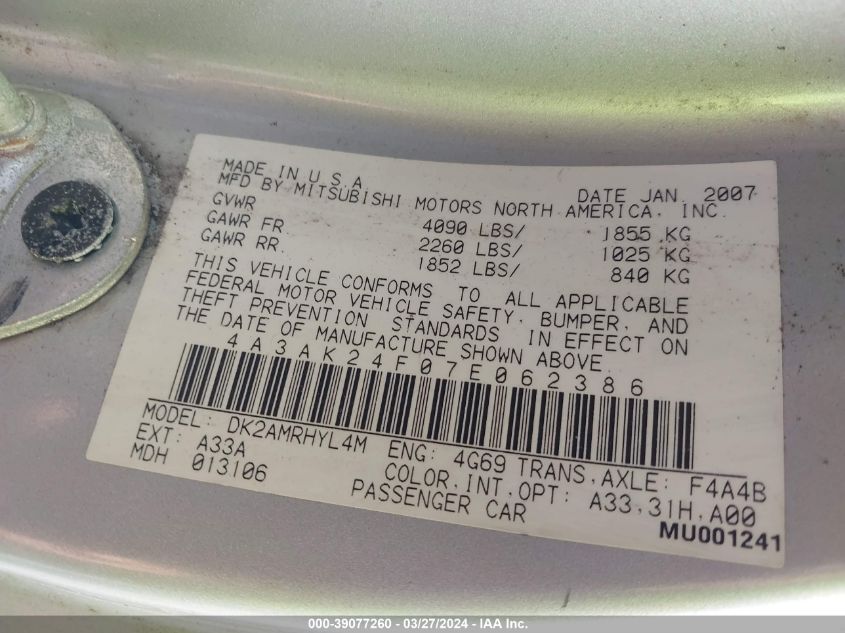 MADE IN U S A DATE JAN. 2007
MFD BY MITSUBISHI MOTORS NORTH AMERICA, INC.
GVWR 4090 LBS/ 1855 KG
GAWR FR. 2260 LBS/ 1025 KG
GAWR RR. 1852 LBS/ 840 KG
THIS VEHICLE CONFORMS TO ALL APPLICABLE
FEDERAL MOTOR VEHICLE SAFETY, BUMPER, AND
THEFT PREVENTION STANDARDS IN EFFECT ON
THE DATE OF MANUFACTURE SHOWN ABOVE.
4A3AK24F07E062386
MODEL: DK2AMRHYL4M ENG: 4G69 TRANS.AXLE: F4A4B
EXT: A33A COLOR.INT.OPT: A33.31H.A00
MDH 013106 PASSENGER CAR
MU001241
000-39077260 - 03/27/2024 - IAA Inc.